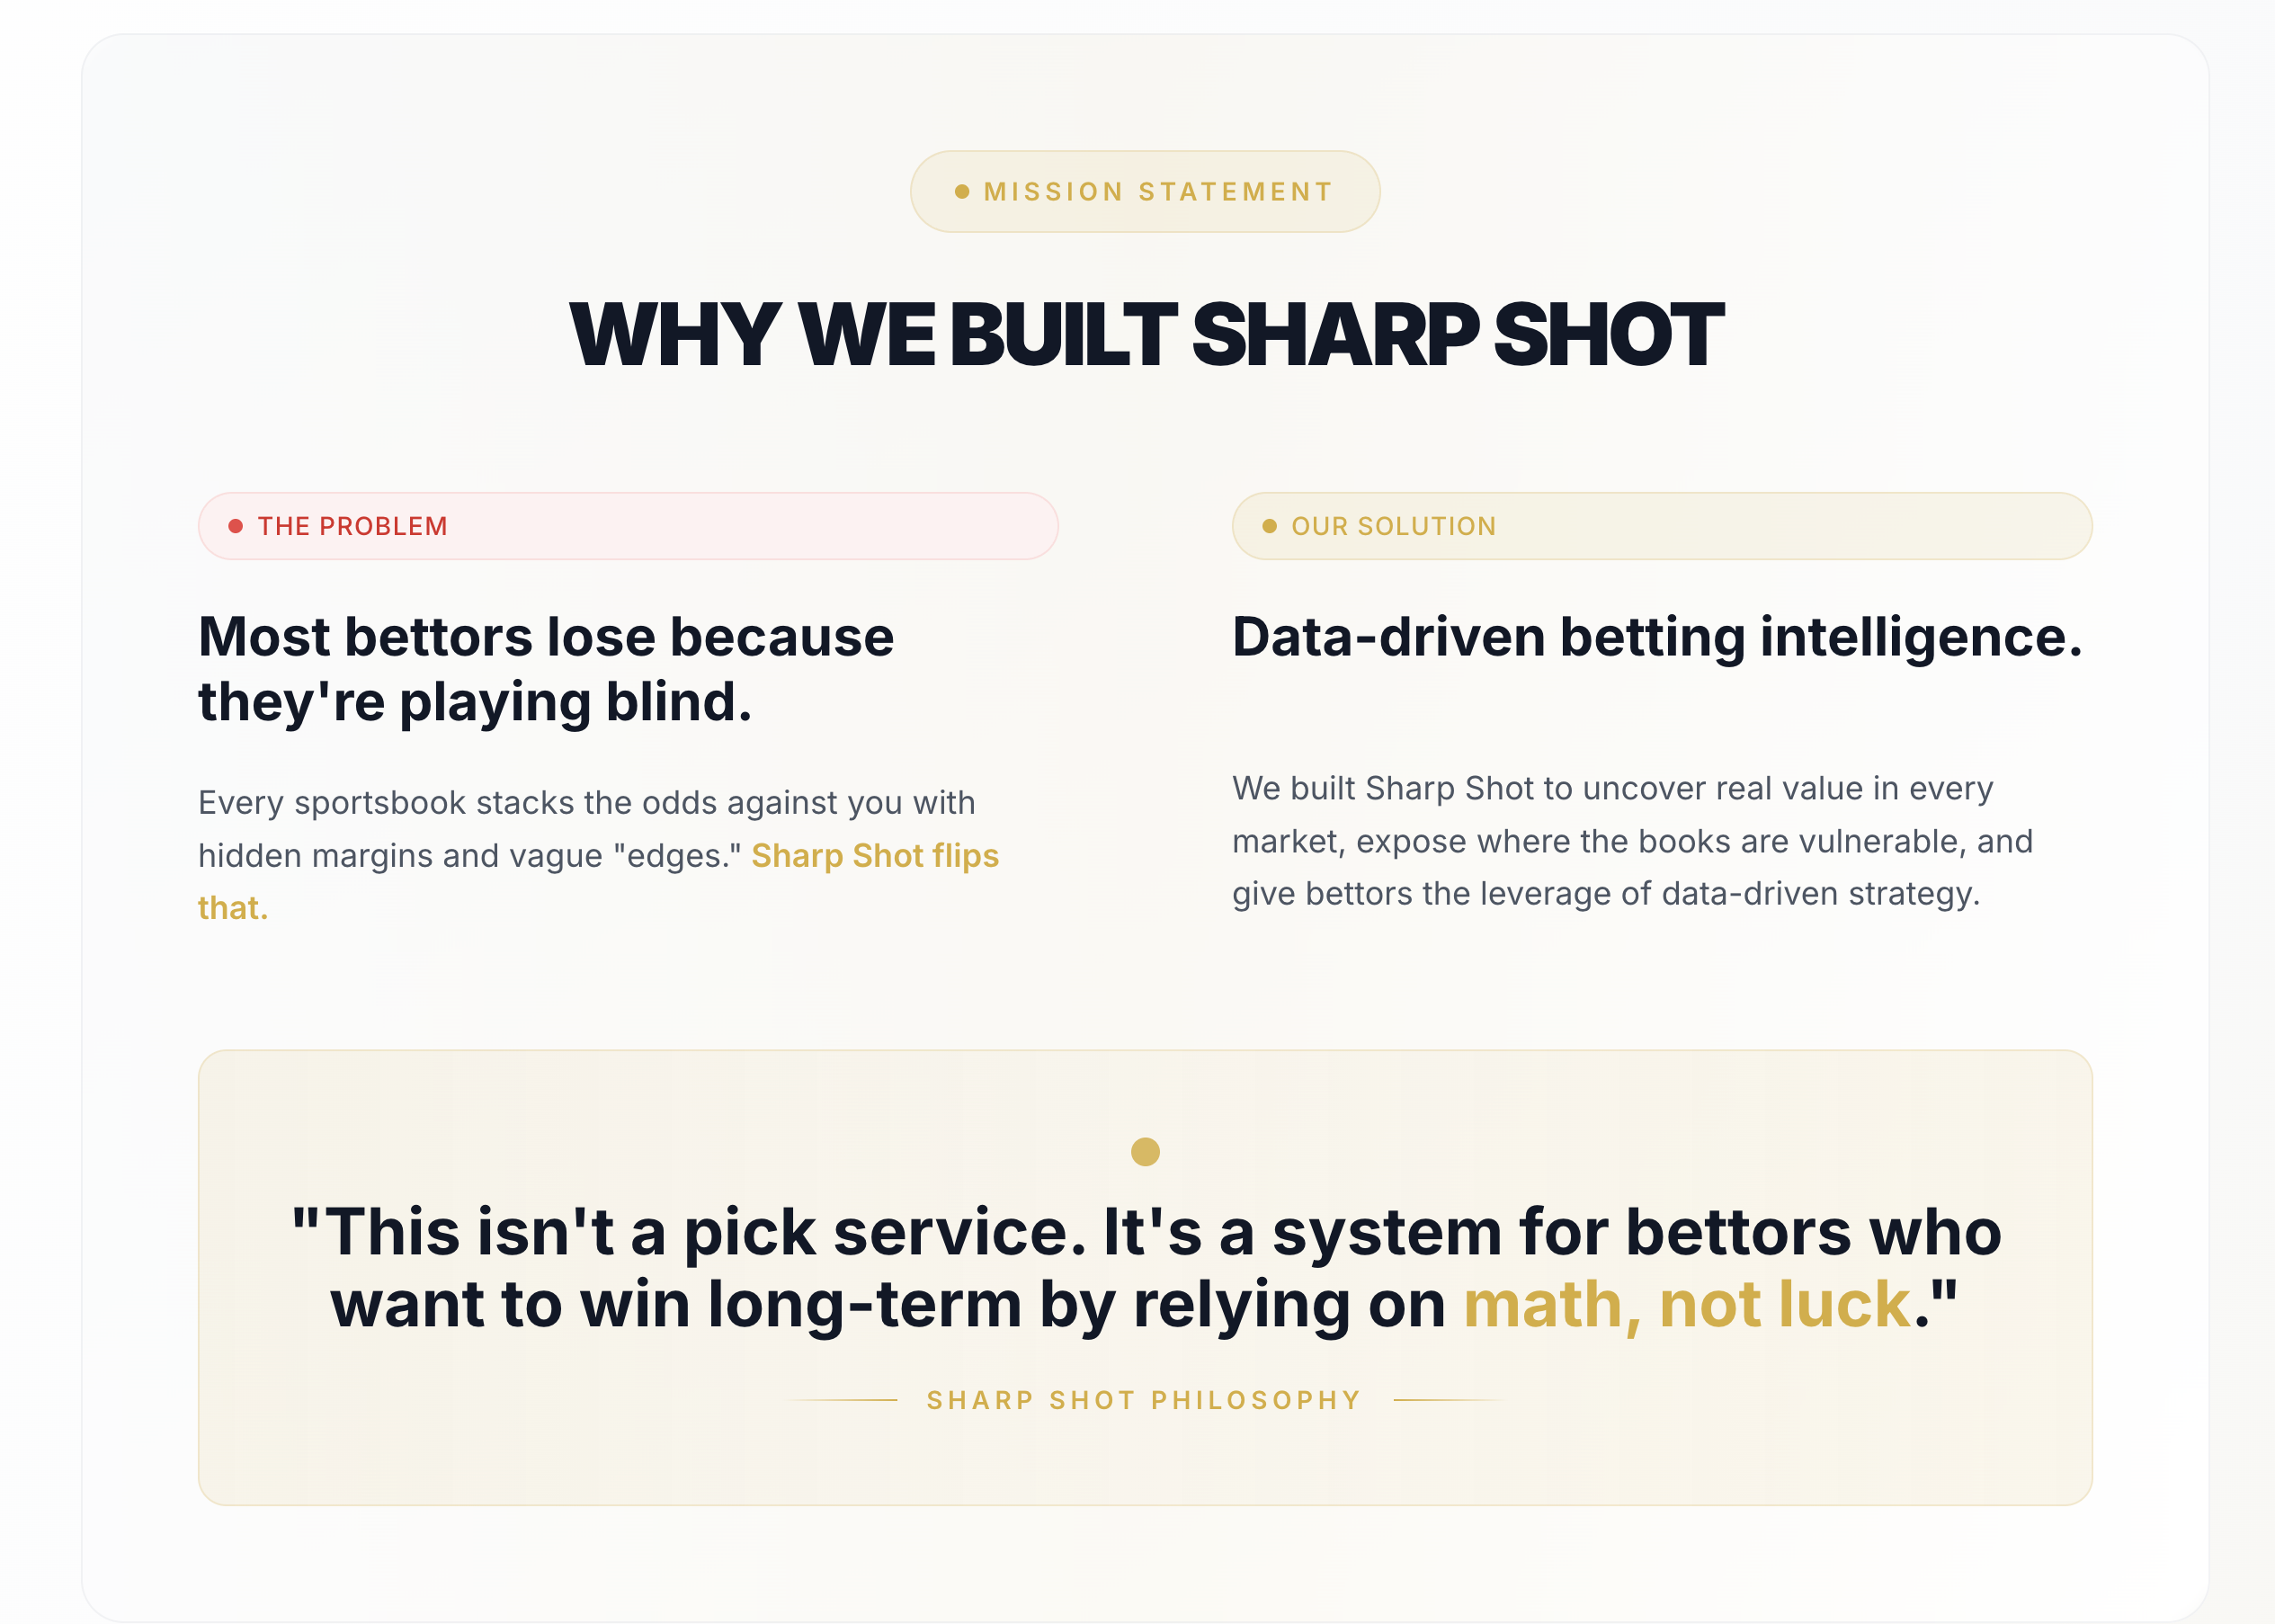 MISSION STATEMENT
WHY WE BUILT SHARP SHOT
THE PROBLEM
Most bettors lose because
they're playing blind.
Every sportsbook stacks the odds against you with
hidden margins and vague "edges." Sharp Shot flips
that.
OUR SOLUTION
Data-driven betting intelligence.
We built Sharp Shot to uncover real value in every
market, expose where the books are vulnerable, and
give bettors the leverage of data-driven strategy.
"This isn't a pick service. It's a system for bettors who
want to win long-term by relying on math, not luck."
SHARP SHOT PHILOSOPHY